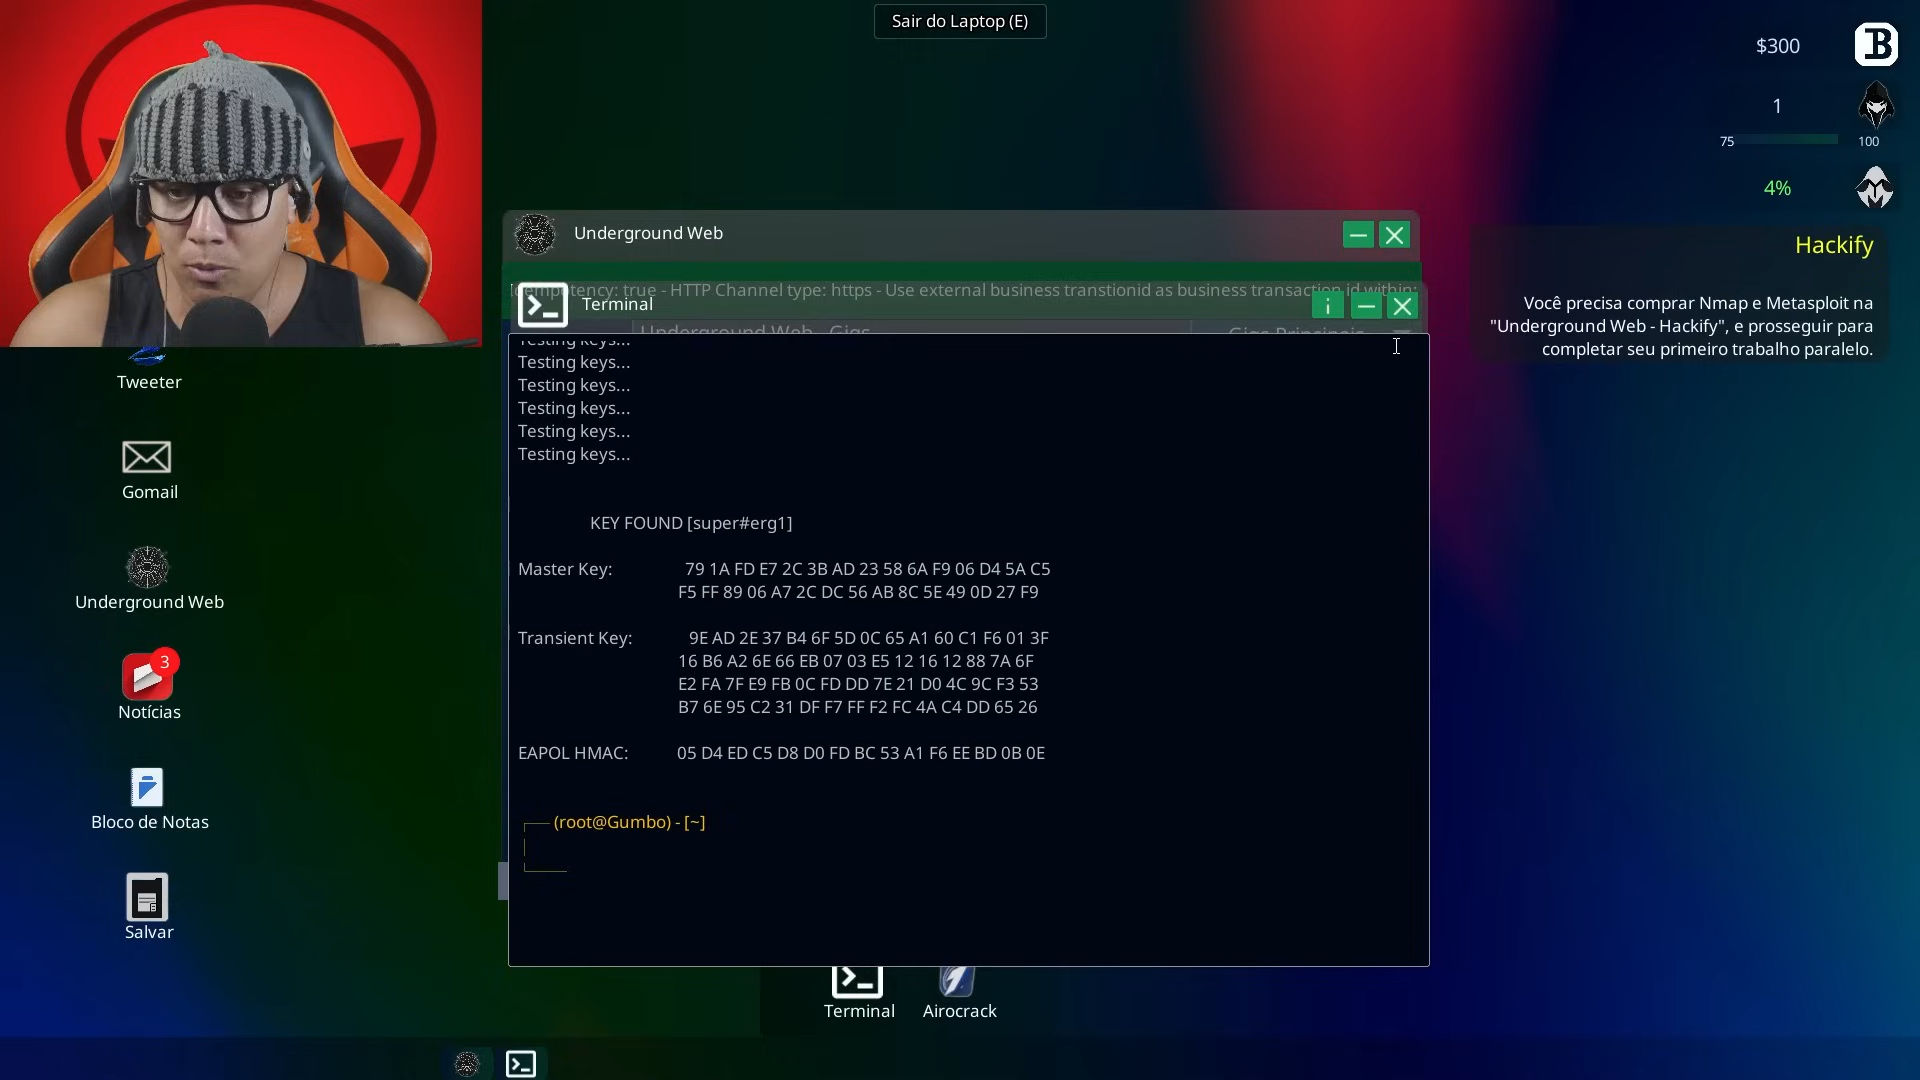 Sair do Laptop (E)
$300
1
75
100
4%
Hackify
Você precisa comprar Nmap e Metasploit na
"Underground Web - Hackify", e prosseguir para
completar seu primeiro trabalho paralelo.
Underground Web
Idempotency: true - HTTP Channel type: https - Use external business transtionid as business transaction id within:
Terminal
i
Underground Web - Gigs
Gigs Principais
Testing keys...
Testing keys...
Testing keys...
Testing keys...
Testing keys...
Testing keys...
KEY FOUND [super#erg1]
Master Key: 79 1A FD E7 2C 3B AD 23 58 6A F9 06 D4 5A C5
F5 FF 89 06 A7 2C DC 56 AB 8C 5E 49 0D 27 F9
Transient Key: 9E AD 2E 37 B4 6F 5D 0C 65 A1 60 C1 F6 01 3F
16 B6 A2 6E 66 EB 07 03 E5 12 16 12 88 7A 6F
E2 FA 7F E9 FB 0C FD DD 7E 21 D0 4C 9C F3 53
B7 6E 95 C2 31 DF F7 FF F2 FC 4A C4 DD 65 26
EAPOL HMAC: 05 D4 ED C5 D8 D0 FD BC 53 A1 F6 EE BD 0B 0E
(root@Gumbo) - [~]
Tweeter
Gomail
Underground Web
3
Notícias
Bloco de Notas
Salvar
Terminal
Airocrack